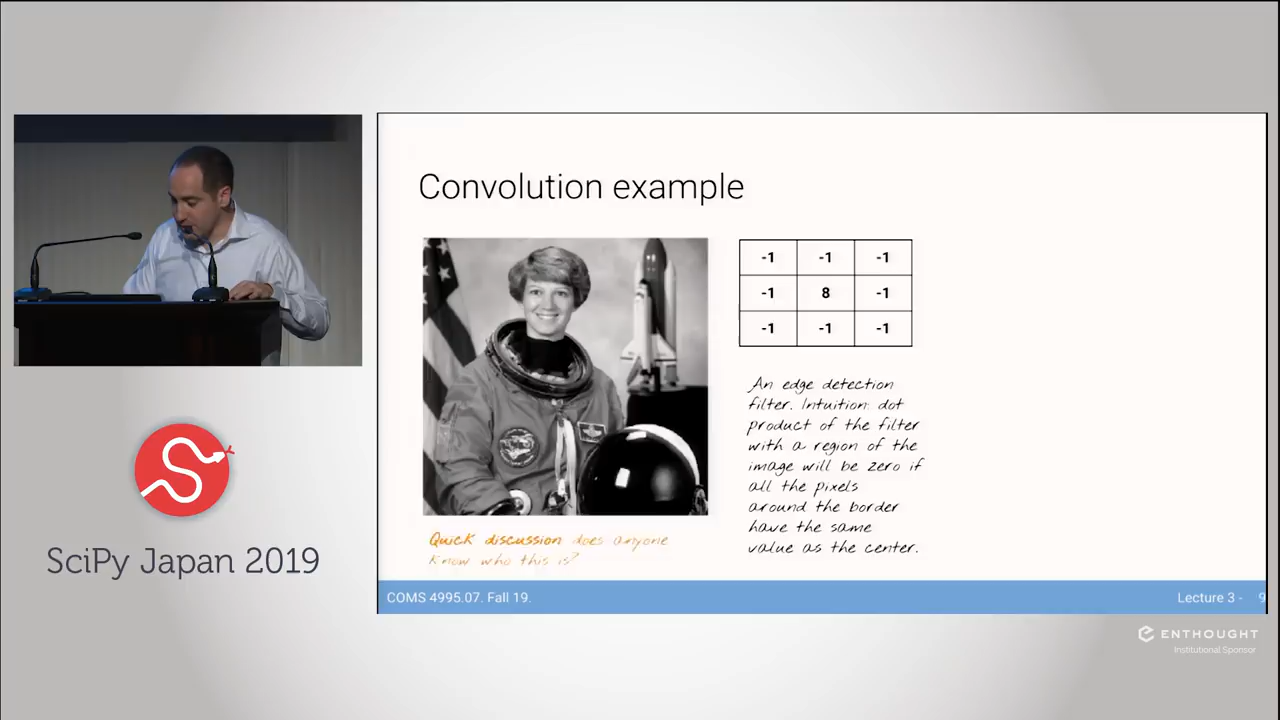 Convolution example
-1 -1 -1
-1 8 -1
-1 -1 -1
An edge detection
filter. Intuition: dot
product of the filter
with a region of the
image will be zero if
all the pixels
around the border
have the same
value as the center.
Quick discussion does anyone
know who this is?
COMS 4995.07. Fall 19.
Lecture 3 - 9
SciPy Japan 2019
ENTHOUGHT
Institutional Sponsor